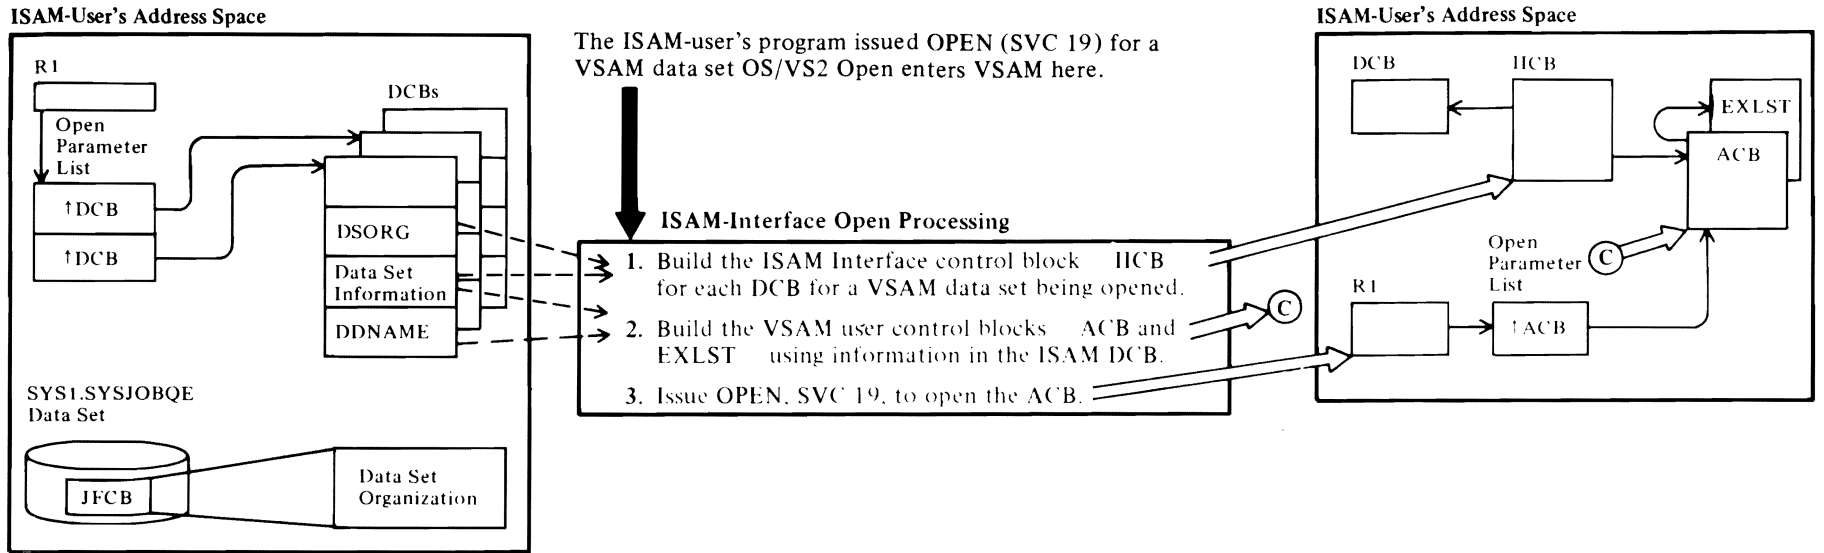 ISAM-User's Address Space
R1
Open
Parameter
List
↑DCB
↑DCB
DCBs
DSORG
Data Set
Information
DDNAME
SYS1.SYSJOBQE
Data Set
JFCB
Data Set
Organization
The ISAM-user's program issued OPEN (SVC 19) for a
VSAM data set OS/VS2 Open enters VSAM here.
ISAM-Interface Open Processing
1. Build the ISAM Interface control block IICB
for each DCB for a VSAM data set being opened.
2. Build the VSAM user control blocks ACB and
EXLST using information in the ISAM DCB.
3. Issue OPEN, SVC 19, to open the ACB.
C
ISAM-User's Address Space
DCB
IICB
EXLST
ACB
Open
Parameter
List
C
R1
↑ACB